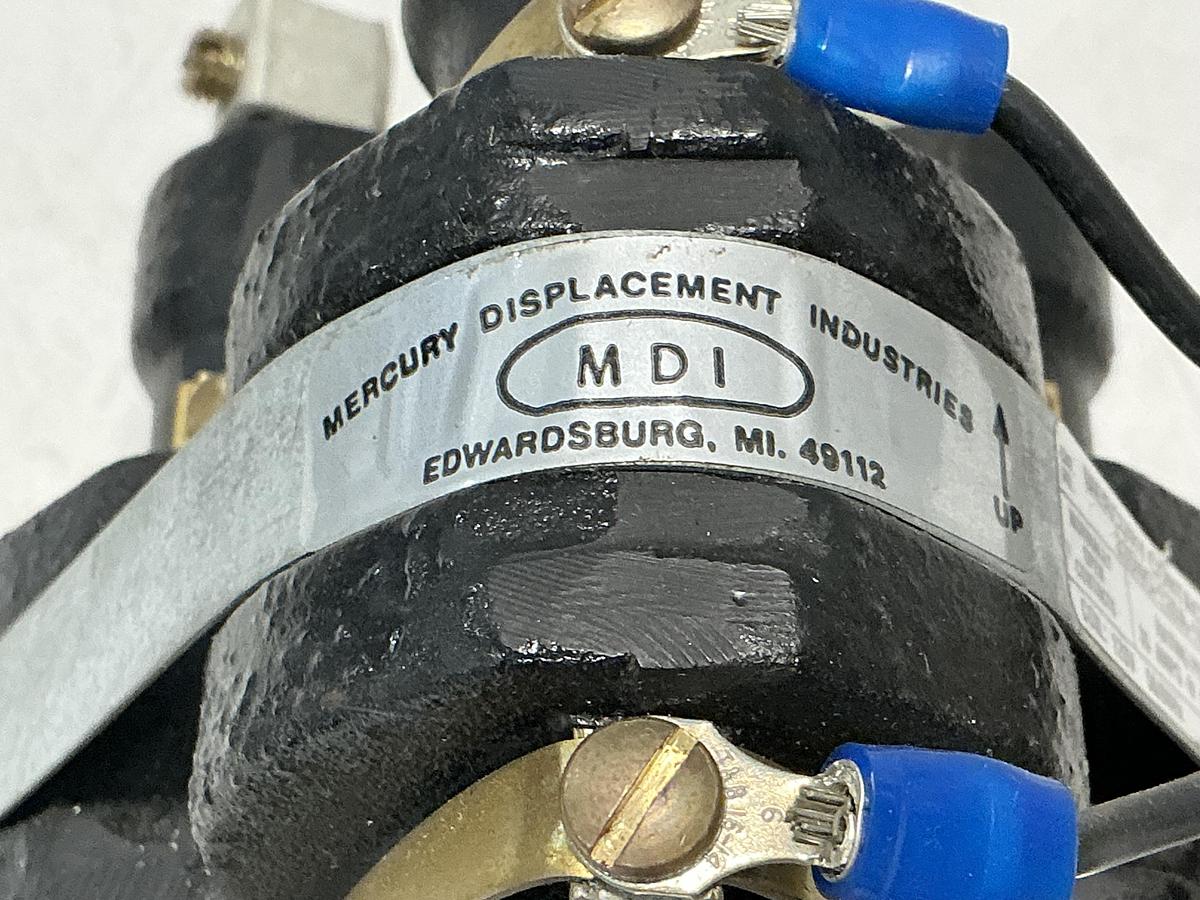 MERCURY DISPLACEMENT INDUSTRIES
MDI
EDWARDSBURG, MI. 49112
UP